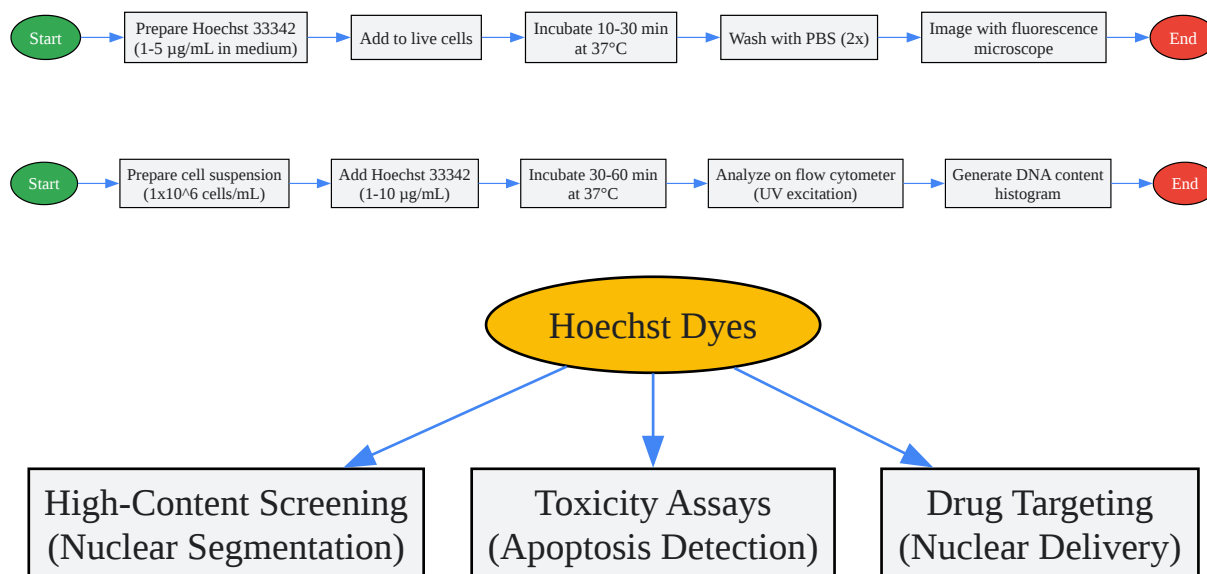 Start
Prepare Hoechst 33342
(1-5 µg/mL in medium)
Add to live cells
Incubate 10-30 min
at 37°C
Wash with PBS (2x)
Image with fluorescence
microscope
End
Start
Prepare cell suspension
(1x10^6 cells/mL)
Add Hoechst 33342
(1-10 µg/mL)
Incubate 30-60 min
at 37°C
Analyze on flow cytometer
(UV excitation)
Generate DNA content
histogram
End
Hoechst Dyes
High-Content Screening
(Nuclear Segmentation)
Toxicity Assays
(Apoptosis Detection)
Drug Targeting
(Nuclear Delivery)